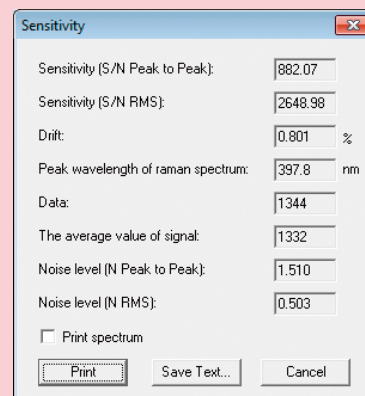 Sensitivity
Sensitivity (S/N Peak to Peak): 882.07
Sensitivity (S/N RMS): 2648.98
Drift: 0.801 %
Peak wavelength of raman spectrum: 397.8 nm
Data: 1344
The average value of signal: 1332
Noise level (N Peak to Peak): 1.510
Noise level (N RMS): 0.503
Print spectrum
Print Save Text... Cancel